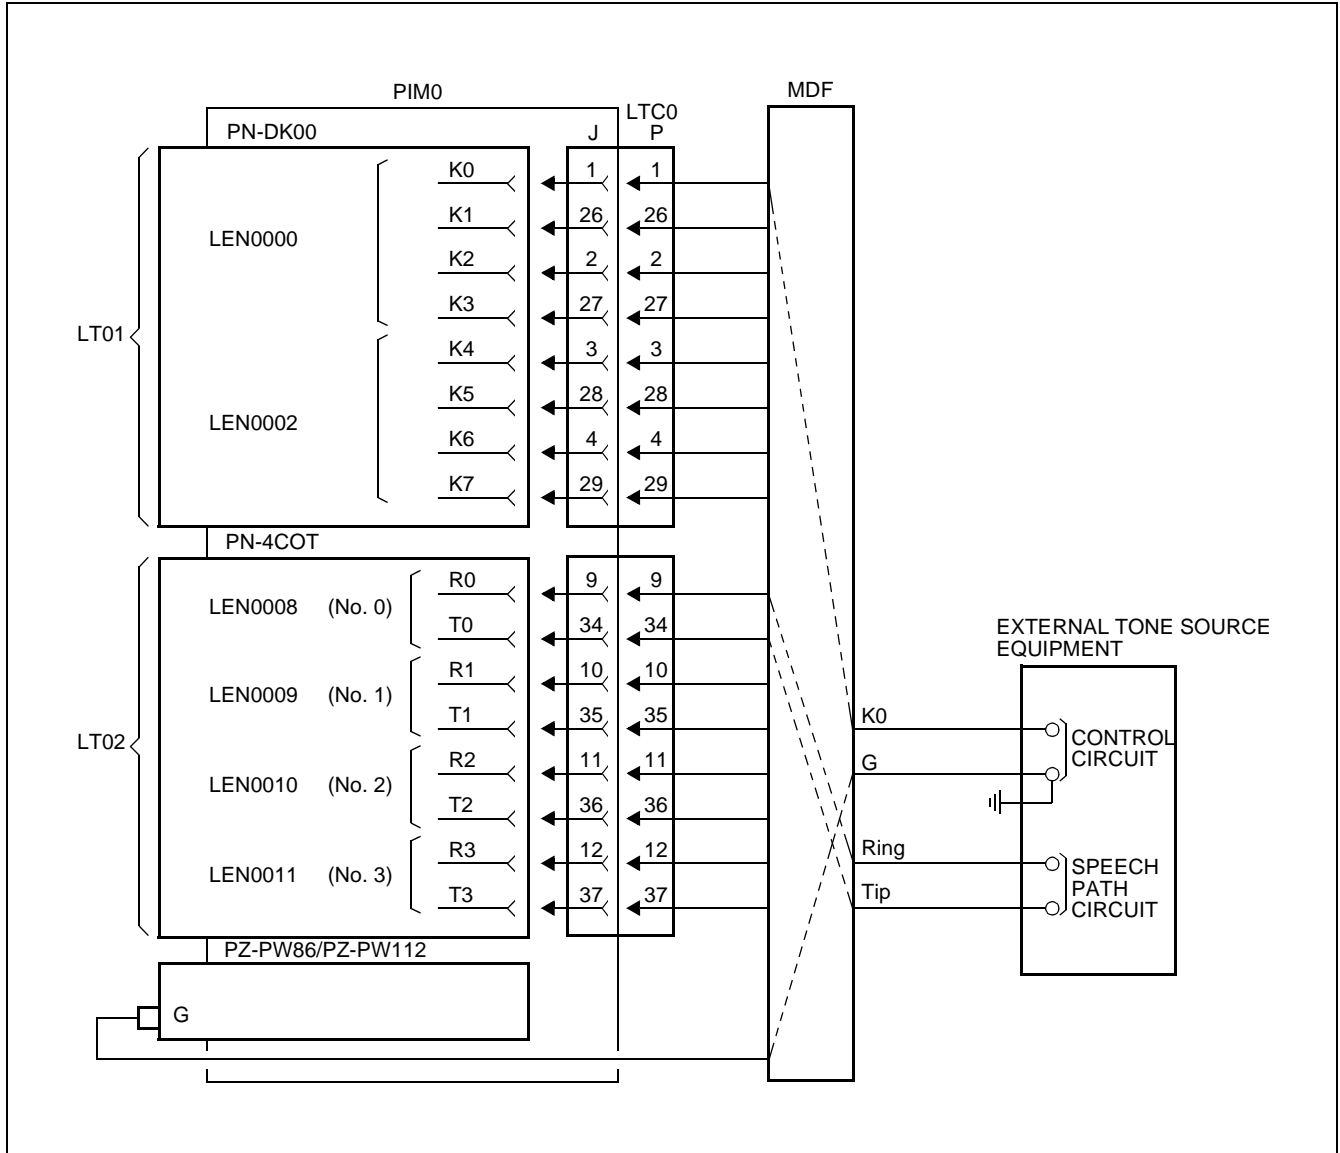 PIM0
LTC0
MDF
PN-DK00
J
P
K0
1
1
K1
26
26
LEN0000
K2
2
2
K3
27
27
LT01
K4
3
3
K5
28
28
LEN0002
K6
4
4
K7
29
29
PN-4COT
R0
9
9
LEN0008 (No. 0)
T0
34
34
R1
10
10
LEN0009 (No. 1)
T1
35
35
LT02
R2
11
11
LEN0010 (No. 2)
T2
36
36
R3
12
12
LEN0011 (No. 3)
T3
37
37
PZ-PW86/PZ-PW112
G
EXTERNAL TONE SOURCE
EQUIPMENT
K0
G
CONTROL
CIRCUIT
Ring
Tip
SPEECH
PATH
CIRCUIT